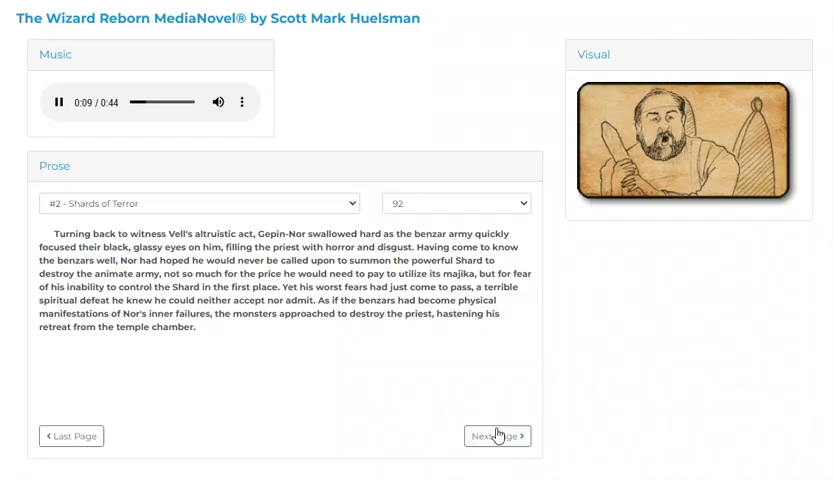 The Wizard Reborn MediaNovel® by Scott Mark Huelsman
Music
0:09 / 0:44
Visual
Prose
#2 - Shards of Terror
92
Turning back to witness Vell's altruistic act, Gepin-Nor swallowed hard as the benzar army quickly
focused their black, glassy eyes on him, filling the priest with horror and disgust. Having come to know
the benzars well, Nor had hoped he would never be called upon to summon the powerful Shard to
destroy the animate army, not so much for the price he would need to pay to utilize its majika, but for fear
of his inability to control the Shard in the first place. Yet his worst fears had just come to pass, a terrible
spiritual defeat he knew he could neither accept nor admit. As if the benzars had become physical
manifestations of Nor's inner failures, the monsters approached to destroy the priest, hastening his
retreat from the temple chamber.
Last Page
Next Page